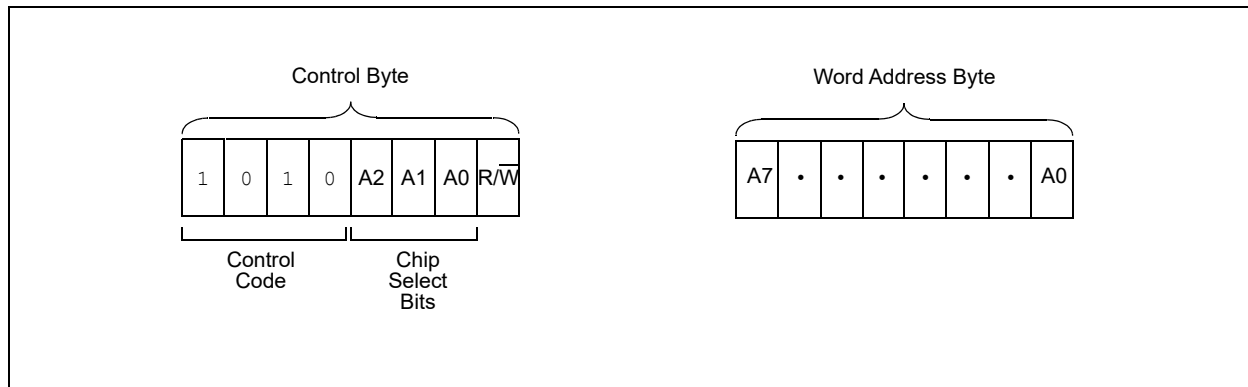 Control Byte
Word Address Byte
1 0 1 0 A2 A1 A0 R/W̅
A7 • • • • • • A0
Control
Code
Chip
Select
Bits